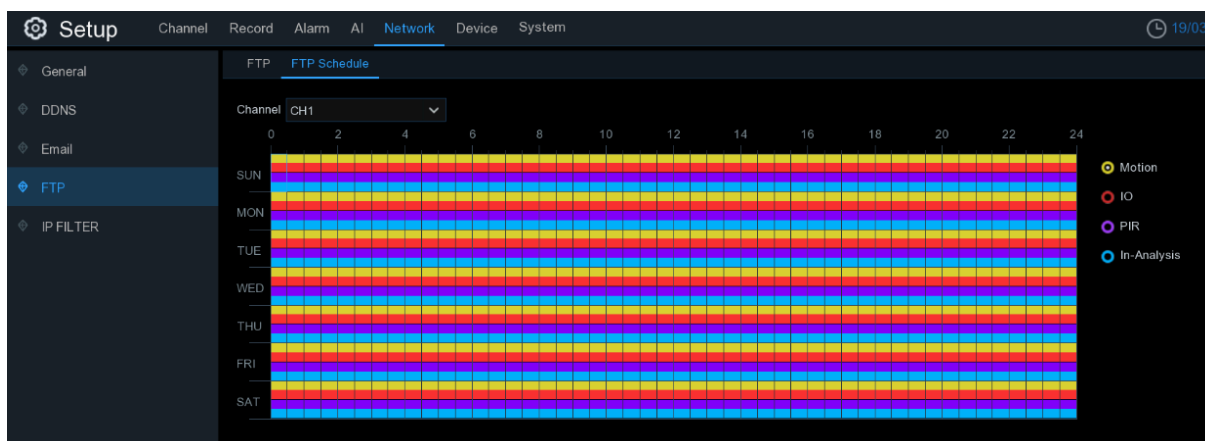 Setup Channel Record Alarm AI Network Device System 19/03
General
DDNS
Email
FTP
IP FILTER
FTP FTP Schedule
Channel CH1
0 2 4 6 8 10 12 14 16 18 20 22 24
SUN
MON
TUE
WED
THU
FRI
SAT
Motion
IO
PIR
In-Analysis